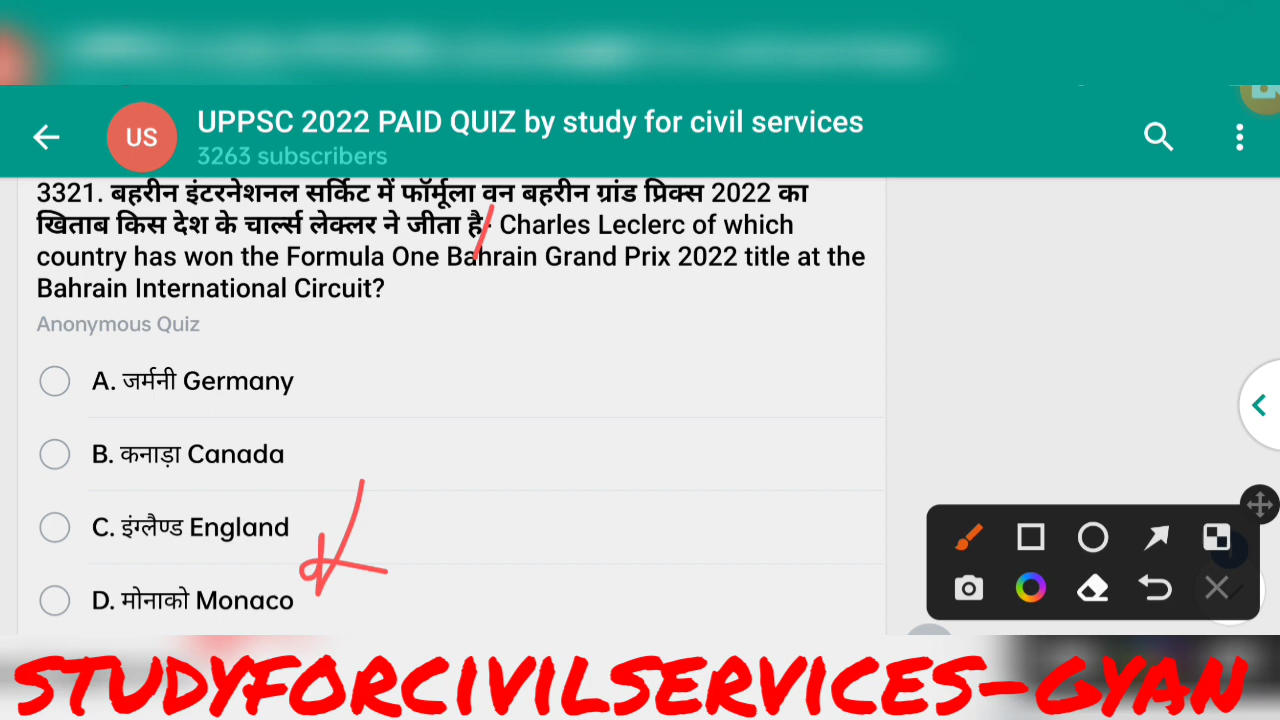 US
UPPSC 2022 PAID QUIZ by study for civil services
3263 subscribers
3321. बहरीन इंटरनेशनल सर्किट में फॉर्मूला वन बहरीन ग्रांड प्रिक्स 2022 का
खिताब किस देश के चार्ल्स लेक्लर ने जीता है- Charles Leclerc of which
country has won the Formula One Bahrain Grand Prix 2022 title at the
Bahrain International Circuit?
Anonymous Quiz
A. जर्मनी Germany
B. कनाड़ा Canada
C. इंग्लैण्ड England
D. मोनाको Monaco
STUDYFORCIVILSERVICES-GYAN